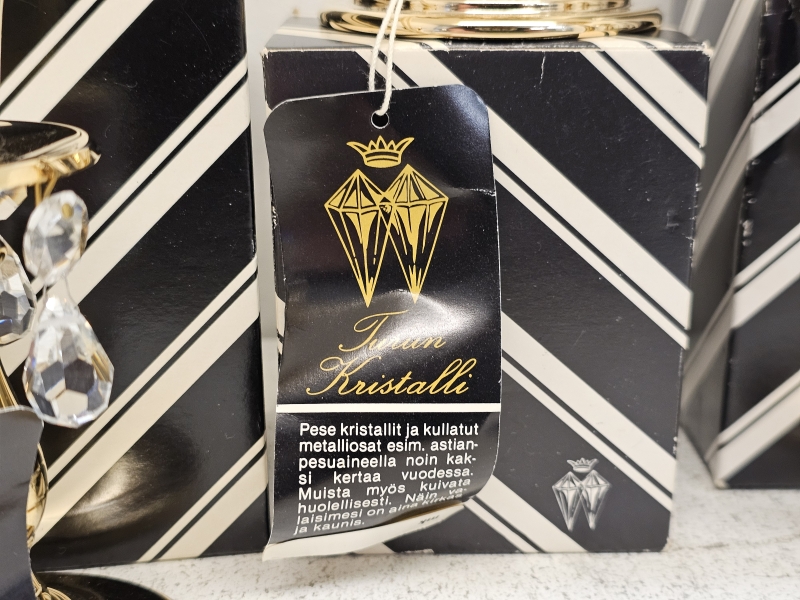 Turun
Kristalli
Pese kristallit ja kullatut
metalliosat esim. astian-
pesuaineella noin kak-
si kertaa vuodessa.
Muista myös kuivata
huolellisesti. Näin va-
laisimesi on aina kirkas
ja kaunis.